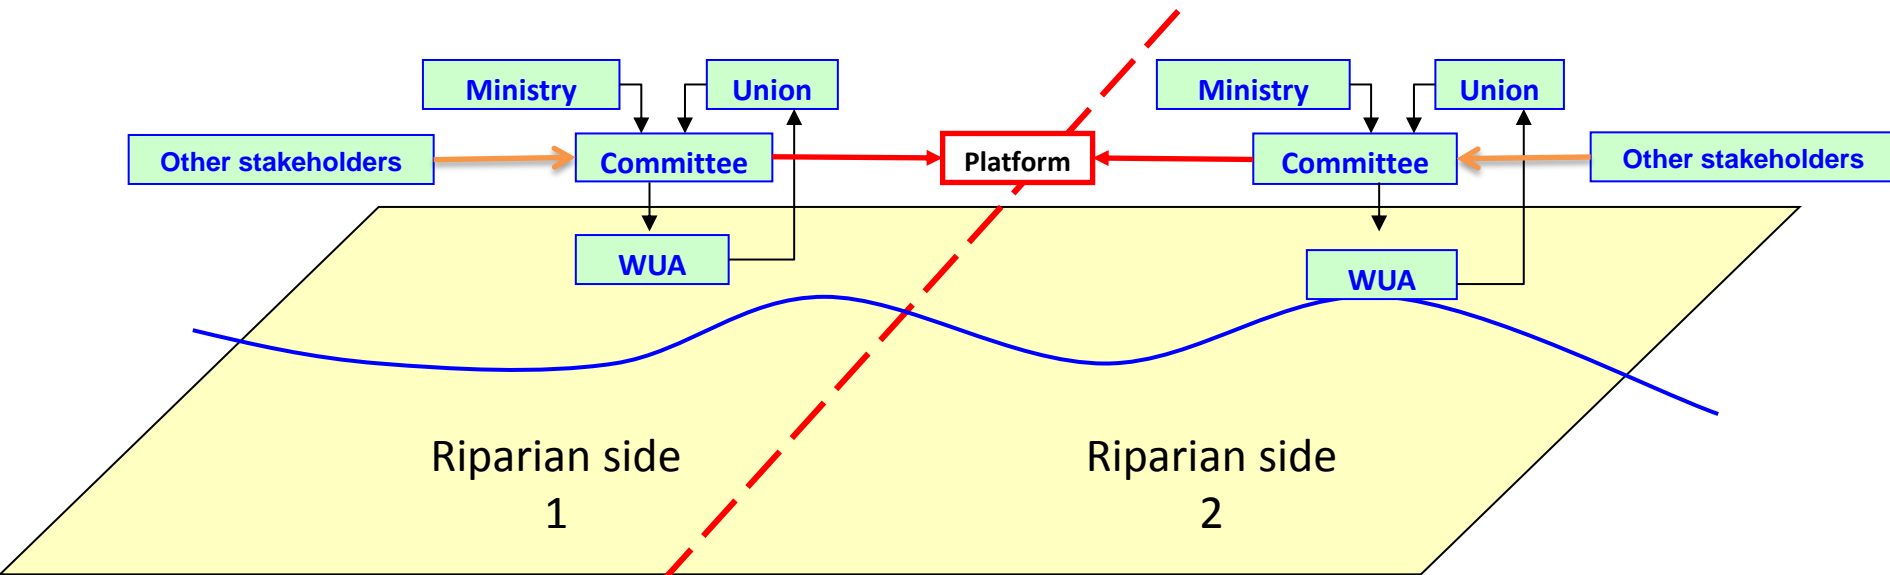 Ministry
Union
Ministry
Union
Other stakeholders
Committee
Platform
Committee
Other stakeholders
WUA
WUA
Riparian side
1
Riparian side
2